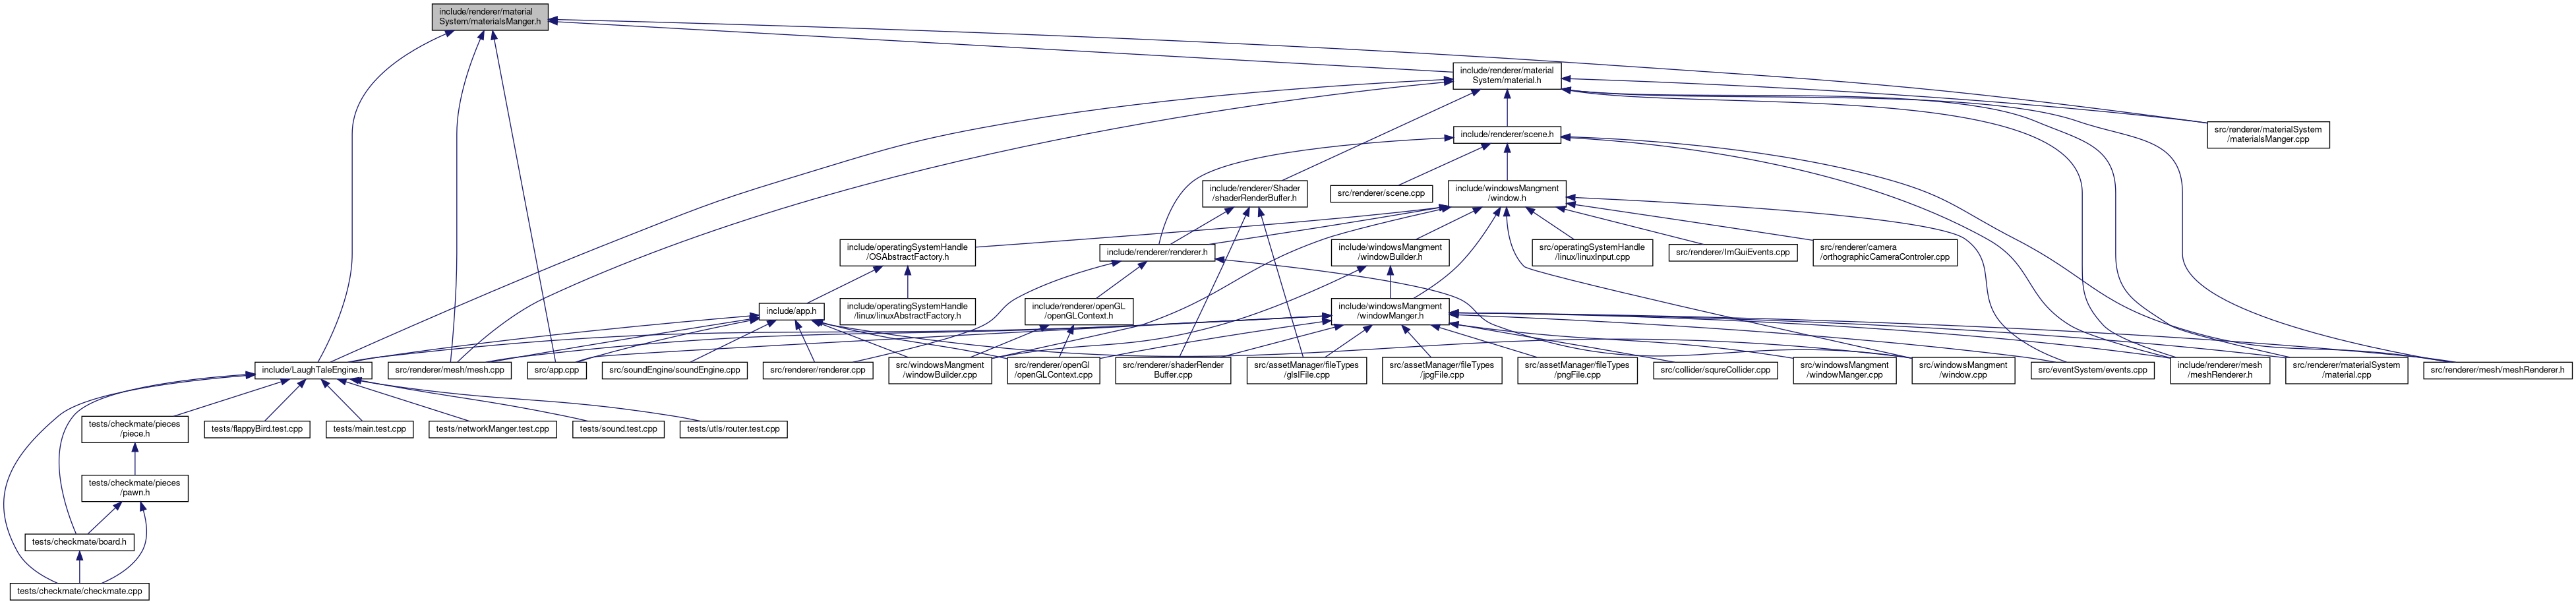 include/renderer/material
System/materialsManger.h
include/renderer/material
System/material.h
src/renderer/materialSystem
/materialsManger.cpp
include/renderer/scene.h
include/renderer/Shader
/shaderRenderBuffer.h
src/renderer/scene.cpp
include/windowsMangment
/window.h
include/operatingSystemHandle
/OSAbstractFactory.h
include/renderer/renderer.h
include/windowsMangment
/windowBuilder.h
src/operatingSystemHandle
/linux/linuxInput.cpp
src/renderer/ImGuiEvents.cpp
src/renderer/camera
/orthographicCameraControler.cpp
include/app.h
include/operatingSystemHandle
/linux/linuxAbstractFactory.h
include/renderer/openGL
/openGLContext.h
include/windowsMangment
/windowManger.h
include/LaughTaleEngine.h
src/renderer/mesh/mesh.cpp
src/app.cpp
src/soundEngine/soundEngine.cpp
src/renderer/renderer.cpp
src/windowsMangment
/windowBuilder.cpp
src/renderer/openGl
/openGLContext.cpp
src/renderer/shaderRender
Buffer.cpp
src/assetManager/fileTypes
/glslFile.cpp
src/assetManager/fileTypes
/jpgFile.cpp
src/assetManager/fileTypes
/pngFile.cpp
src/collider/squreCollider.cpp
src/windowsMangment
/windowManger.cpp
src/windowsMangment
/window.cpp
src/eventSystem/events.cpp
include/renderer/mesh
/meshRenderer.h
src/renderer/materialSystem
/material.cpp
src/renderer/mesh/meshRenderer.h
tests/checkmate/pieces
/piece.h
tests/flappyBird.test.cpp
tests/main.test.cpp
tests/networkManger.test.cpp
tests/sound.test.cpp
tests/utls/router.test.cpp
tests/checkmate/pieces
/pawn.h
tests/checkmate/board.h
tests/checkmate/checkmate.cpp